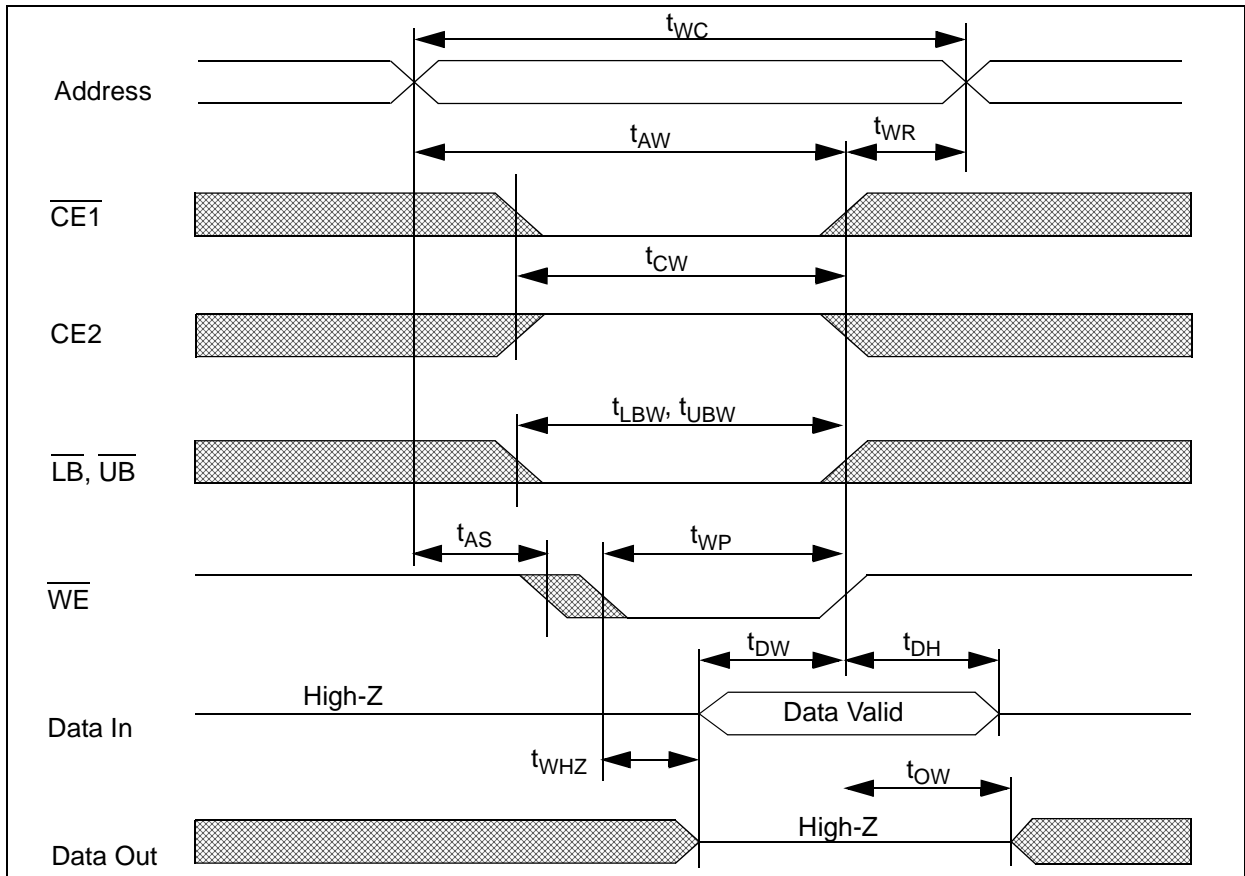 tWC
Address
tAW
tWR
CE1
tCW
CE2
tLBW, tUBW
LB, UB
tAS
tWP
WE
tDW
tDH
High-Z
Data Valid
Data In
tWHZ
tOW
High-Z
Data Out